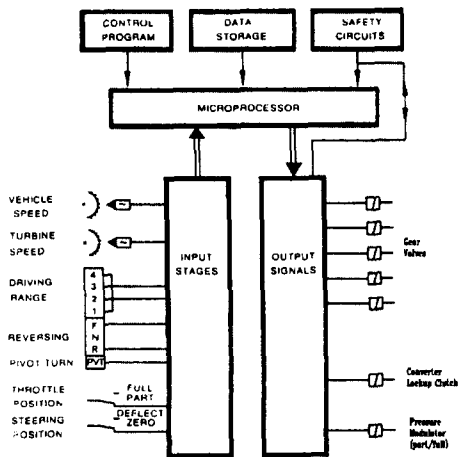 CONTROL
PROGRAM
DATA
STORAGE
SAFETY
CIRCUITS
MICROPROCESSOR
VEHICLE
SPEED
TURBINE
SPEED
DRIVING
RANGE
4
3
2
1
REVERSING
F
N
R
PIVOT TURN
PVT
THROTTLE
POSITION
FULL
PART
STEERING
POSITION
DEFLECT
ZERO
INPUT
STAGES
OUTPUT
SIGNALS
Gear
Valves
Converter
Lockup Clutch
Pressure
Modulator
(part/full)